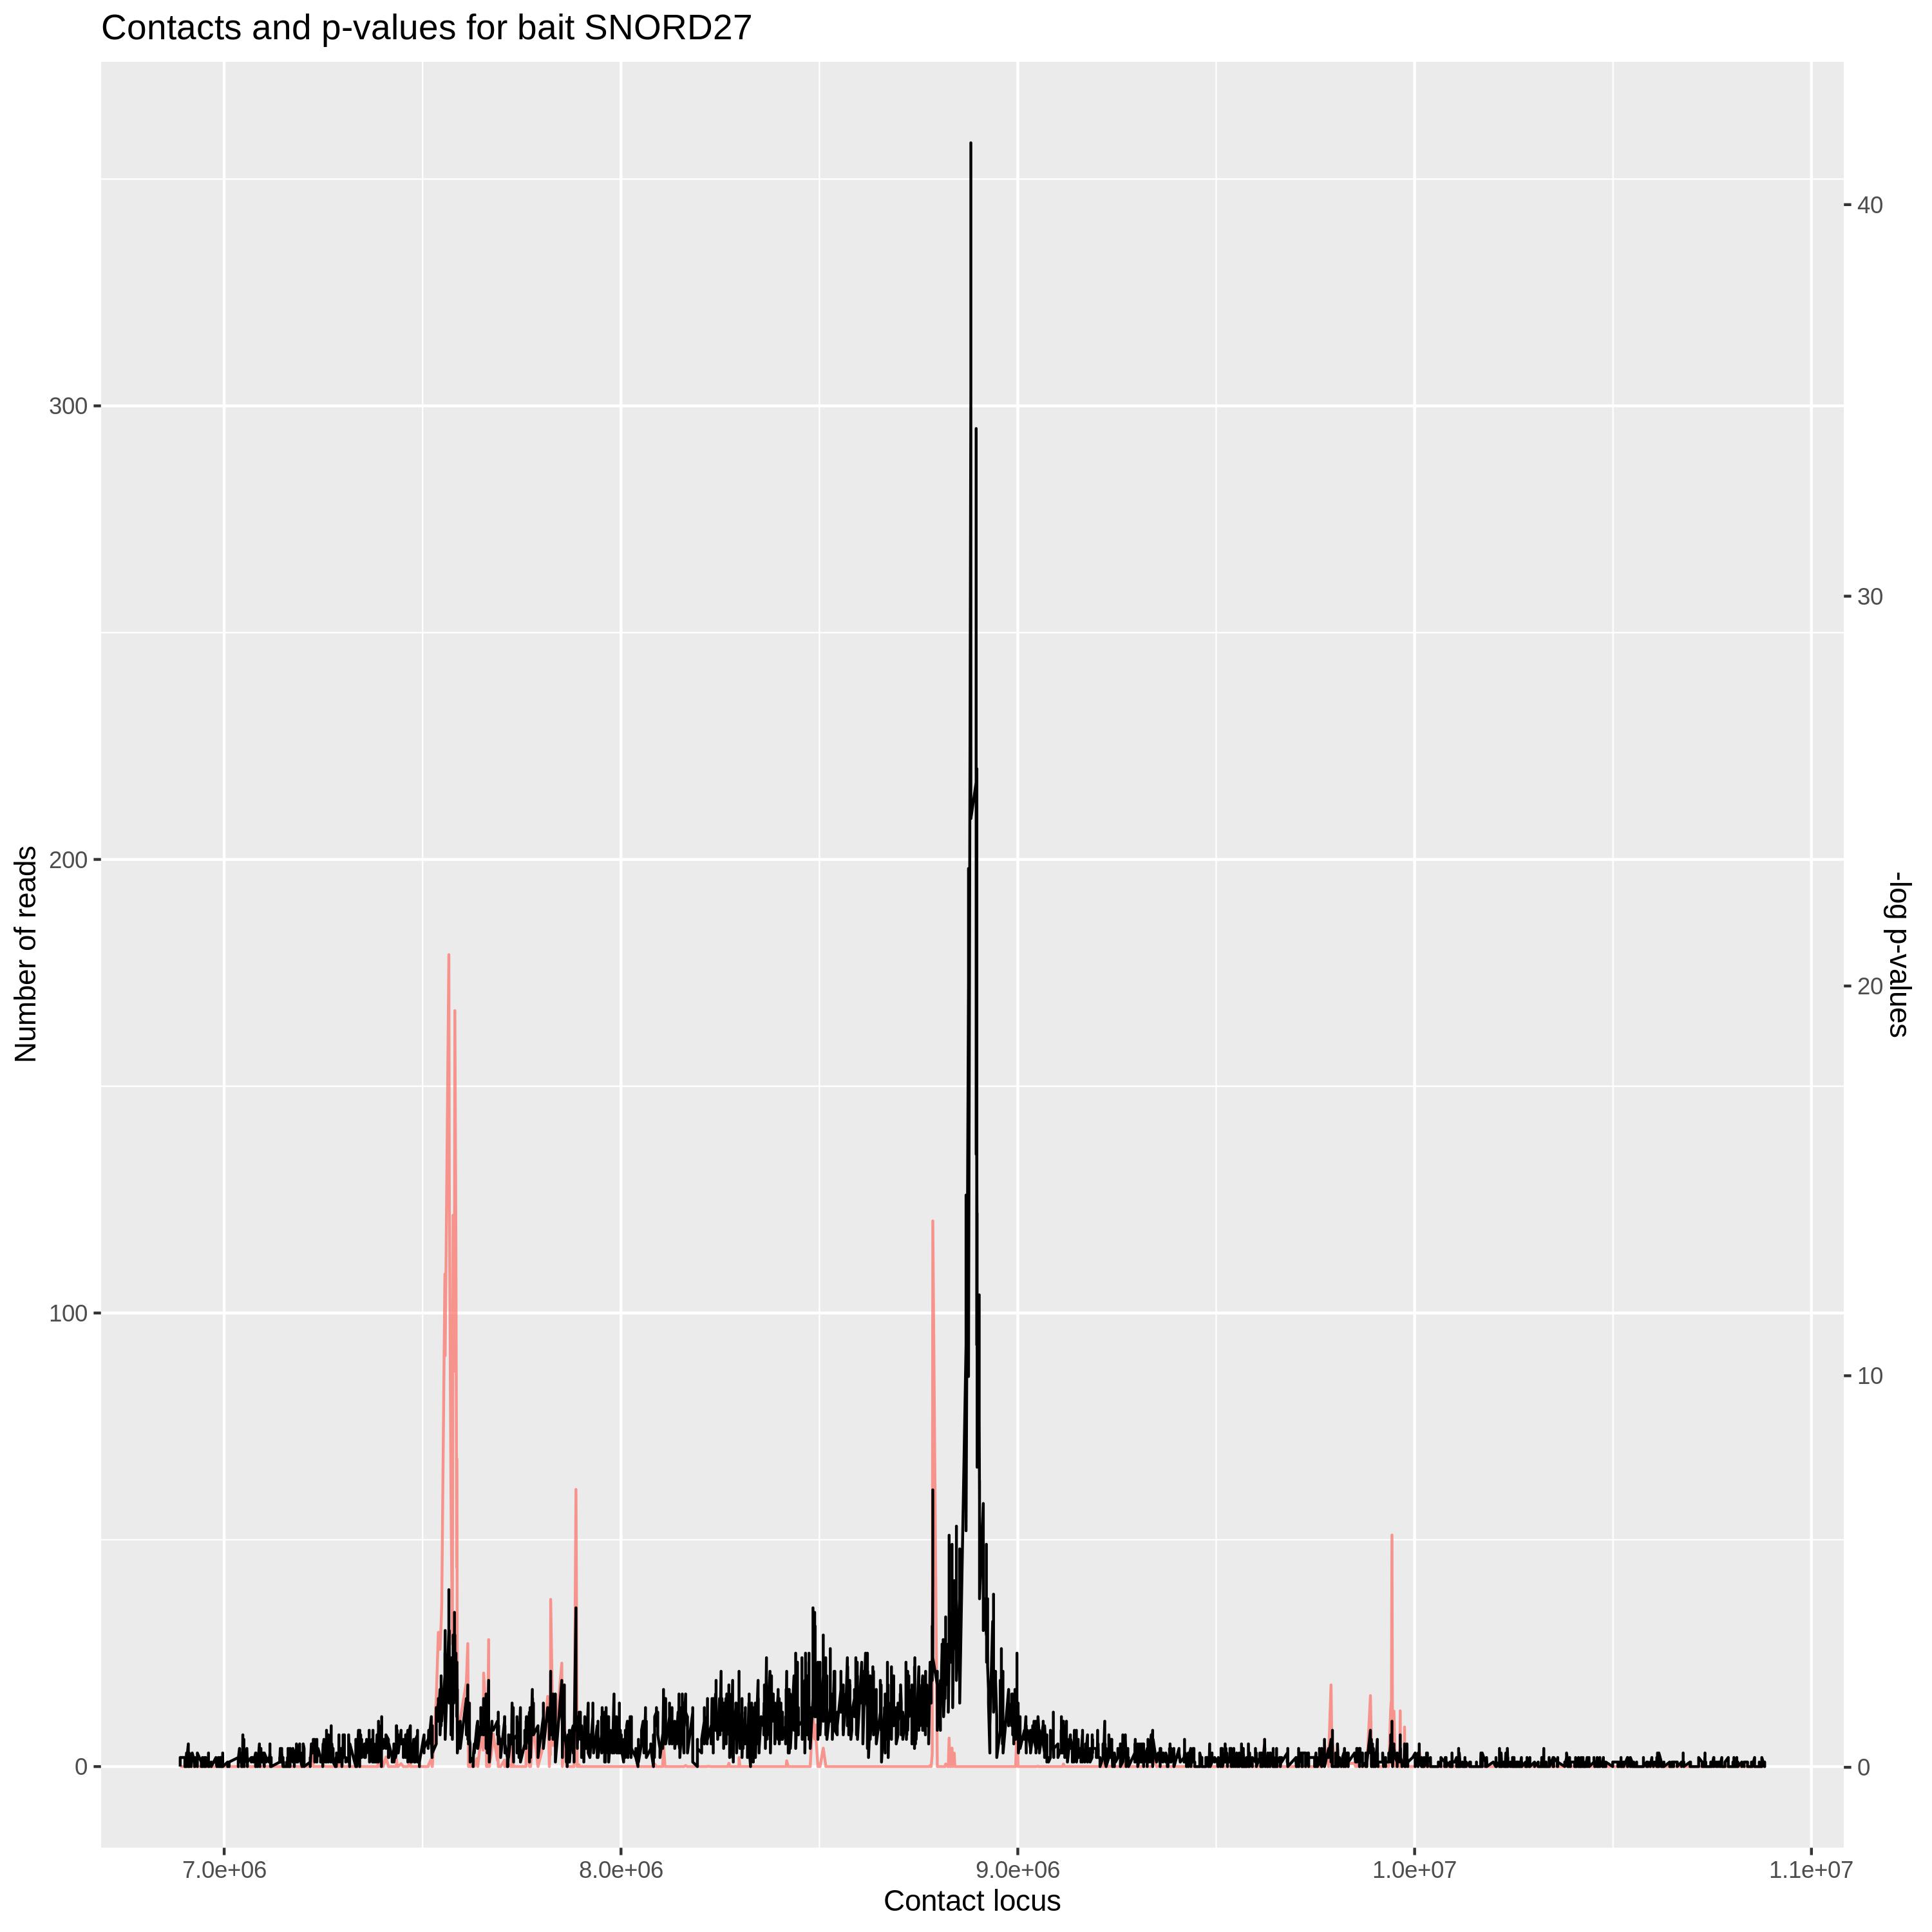 Contacts and p-values for bait SNORD27
300
200
100
0
Number of reads
40
30
20
10
0
-log p-values
7.0e+06 8.0e+06 9.0e+06 1.0e+07 1.1e+07
Contact locus